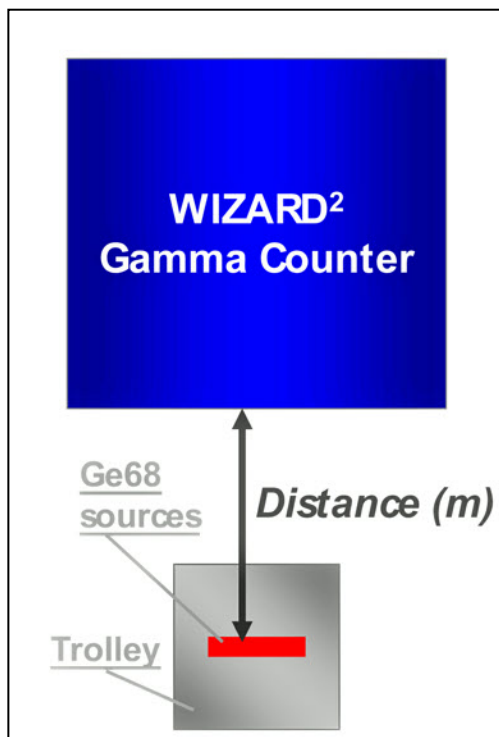 WIZARD²
Gamma Counter
Ge68
sources
Distance (m)
Trolley